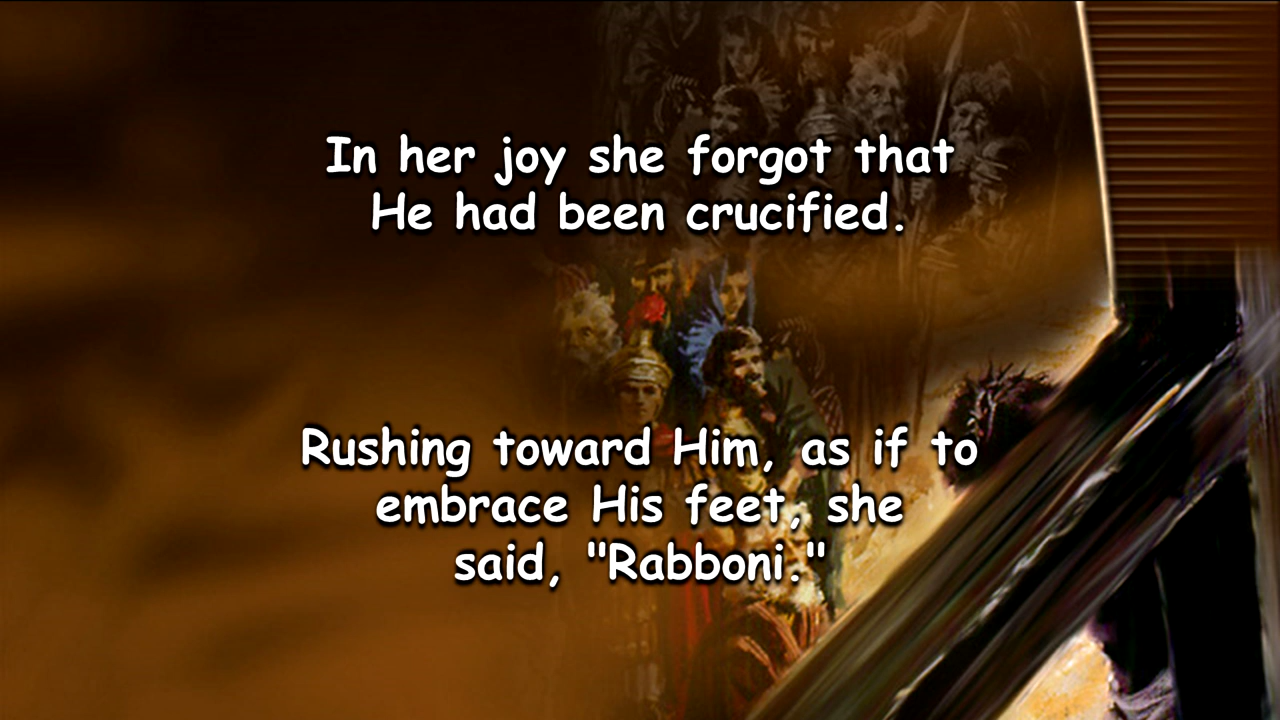 In her joy she forgot that
He had been crucified.
Rushing toward Him, as if to
embrace His feet, she
said, "Rabboni."